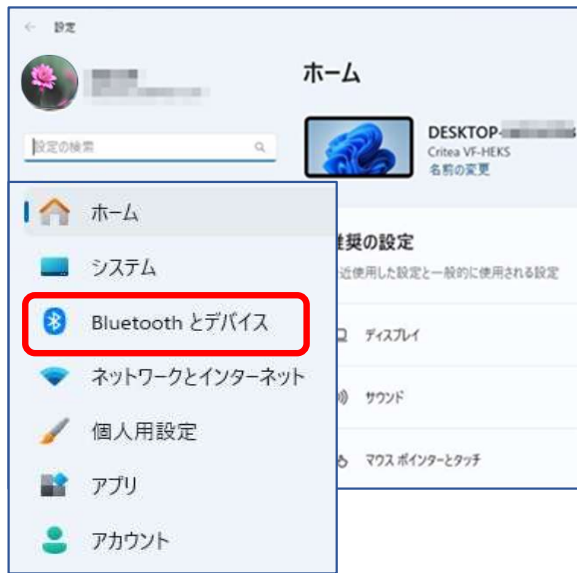 ← 設定
設定の検索
ホーム
DESKTOP-
Critea VF-HEKS
名前の変更
奨の設定
近使用した設定と一般的に使用される設定
ディスプレイ
サウンド
マウス ポインターとタッチ
ホーム
システム
Bluetooth とデバイス
ネットワークとインターネット
個人用設定
アプリ
アカウント